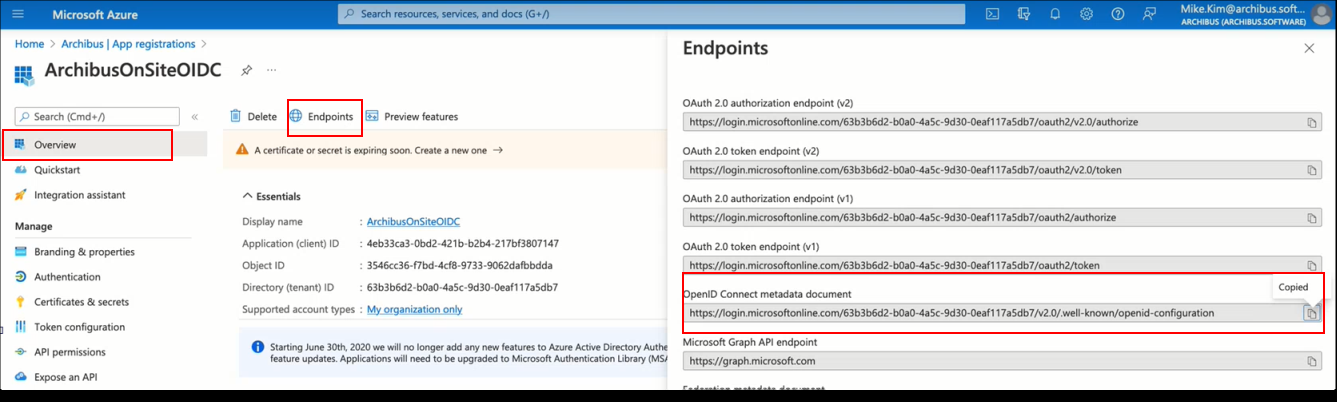 Microsoft Azure
Search resources, services, and docs (G+/)
Mike.Kim@archibus.soft...
ARCHIBUS (ARCHIBUS.SOFTWARE)
Home > Archibus | App registrations >
ArchibusOnSiteOIDC
...
Search (Cmd+/)
«
Overview
Quickstart
Integration assistant
Manage
Branding & properties
Authentication
Certificates & secrets
Token configuration
API permissions
Expose an API
Delete
Endpoints
Preview features
A certificate or secret is expiring soon. Create a new one →
Essentials
Display name : ArchibusOnSiteOIDC
Application (client) ID : 4eb33ca3-0bd2-421b-b2b4-217bf3807147
Object ID : 3546cc36-f7bd-4cf8-9733-9062dafbbdda
Directory (tenant) ID : 63b3b6d2-b0a0-4a5c-9d30-0eaf117a5db7
Supported account types : My organization only
Starting June 30th, 2020 we will no longer add any new features to Azure Active Directory Authe
feature updates. Applications will need to be upgraded to Microsoft Authentication Library (MSA
Endpoints
OAuth 2.0 authorization endpoint (v2)
https://login.microsoftonline.com/63b3b6d2-b0a0-4a5c-9d30-0eaf117a5db7/oauth2/v2.0/authorize
OAuth 2.0 token endpoint (v2)
https://login.microsoftonline.com/63b3b6d2-b0a0-4a5c-9d30-0eaf117a5db7/oauth2/v2.0/token
OAuth 2.0 authorization endpoint (v1)
https://login.microsoftonline.com/63b3b6d2-b0a0-4a5c-9d30-0eaf117a5db7/oauth2/authorize
OAuth 2.0 token endpoint (v1)
https://login.microsoftonline.com/63b3b6d2-b0a0-4a5c-9d30-0eaf117a5db7/oauth2/token
Copied
OpenID Connect metadata document
https://login.microsoftonline.com/63b3b6d2-b0a0-4a5c-9d30-0eaf117a5db7/v2.0/.well-known/openid-configuration
Microsoft Graph API endpoint
https://graph.microsoft.com
Federation metadata document